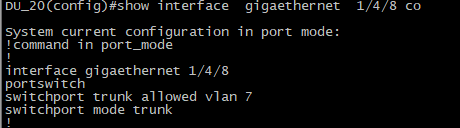 DU_20(config)#show interface  gigaethernet  1/4/8 co
System current configuration in port mode:
!command in port_mode
!
interface gigaethernet 1/4/8
portswitch
switchport trunk allowed vlan 7
switchport mode trunk
!